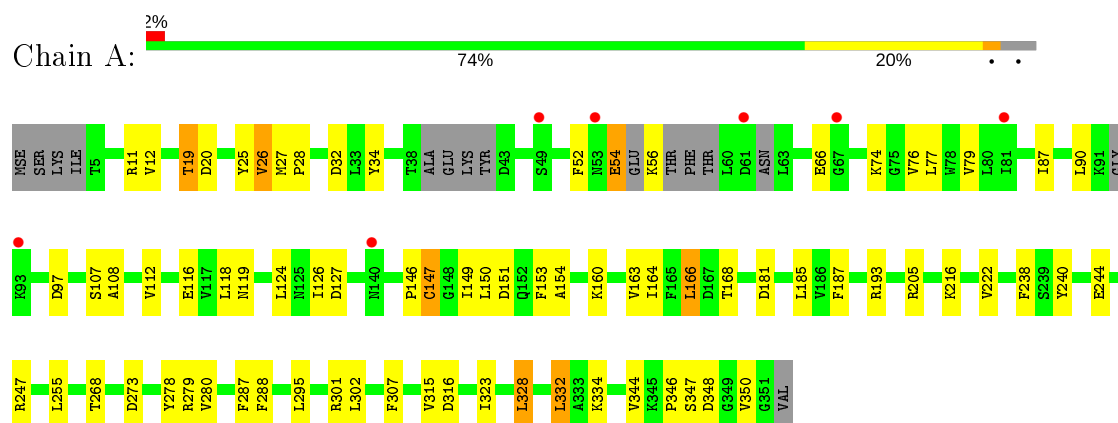 2%
Chain A:
74% 20% • •
MSE SER LYS ILE T5 R11 V12 T19 D20 Y25 V26 M27 P28 D32 L33 Y34 T38 ALA GLU LYS TYR D43 S49 F52 N53 E54 GLU K56 THR PHE THR L60 D61 ASN L63 E66 G67 K74 G75 V76 L77 W78 V79 L80 I81 I87 L90 K91 GLY
K93 D97 S107 A108 V112 E116 V117 L118 N119 L124 N125 I126 D127 N140 P146 C147 G148 I149 L150 D151 Q152 F153 A154 K160 V163 I164 F165 L166 D167 T168 D181 L185 V186 F187 R193 R205 K216 V222 F238 S239 Y240 E244
R247 L255 T268 D273 Y278 R279 V280 F287 F288 L295 R301 L302 F307 V315 D316 I323 L328 L332 A333 K334 V344 K345 P346 S347 D348 G349 V350 G351 VAL